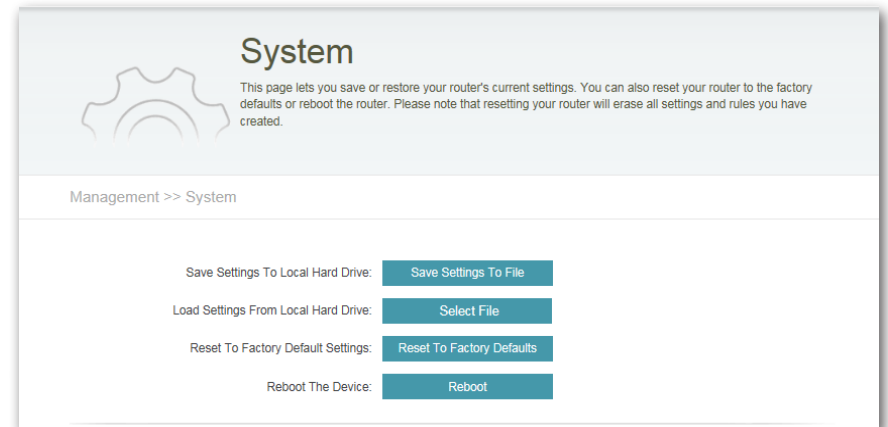 System
This page lets you save or restore your router's current settings. You can also reset your router to the factory
defaults or reboot the router. Please note that resetting your router will erase all settings and rules you have
created.
Management >> System
Save Settings To Local Hard Drive: Save Settings To File
Load Settings From Local Hard Drive: Select File
Reset To Factory Default Settings: Reset To Factory Defaults
Reboot The Device: Reboot